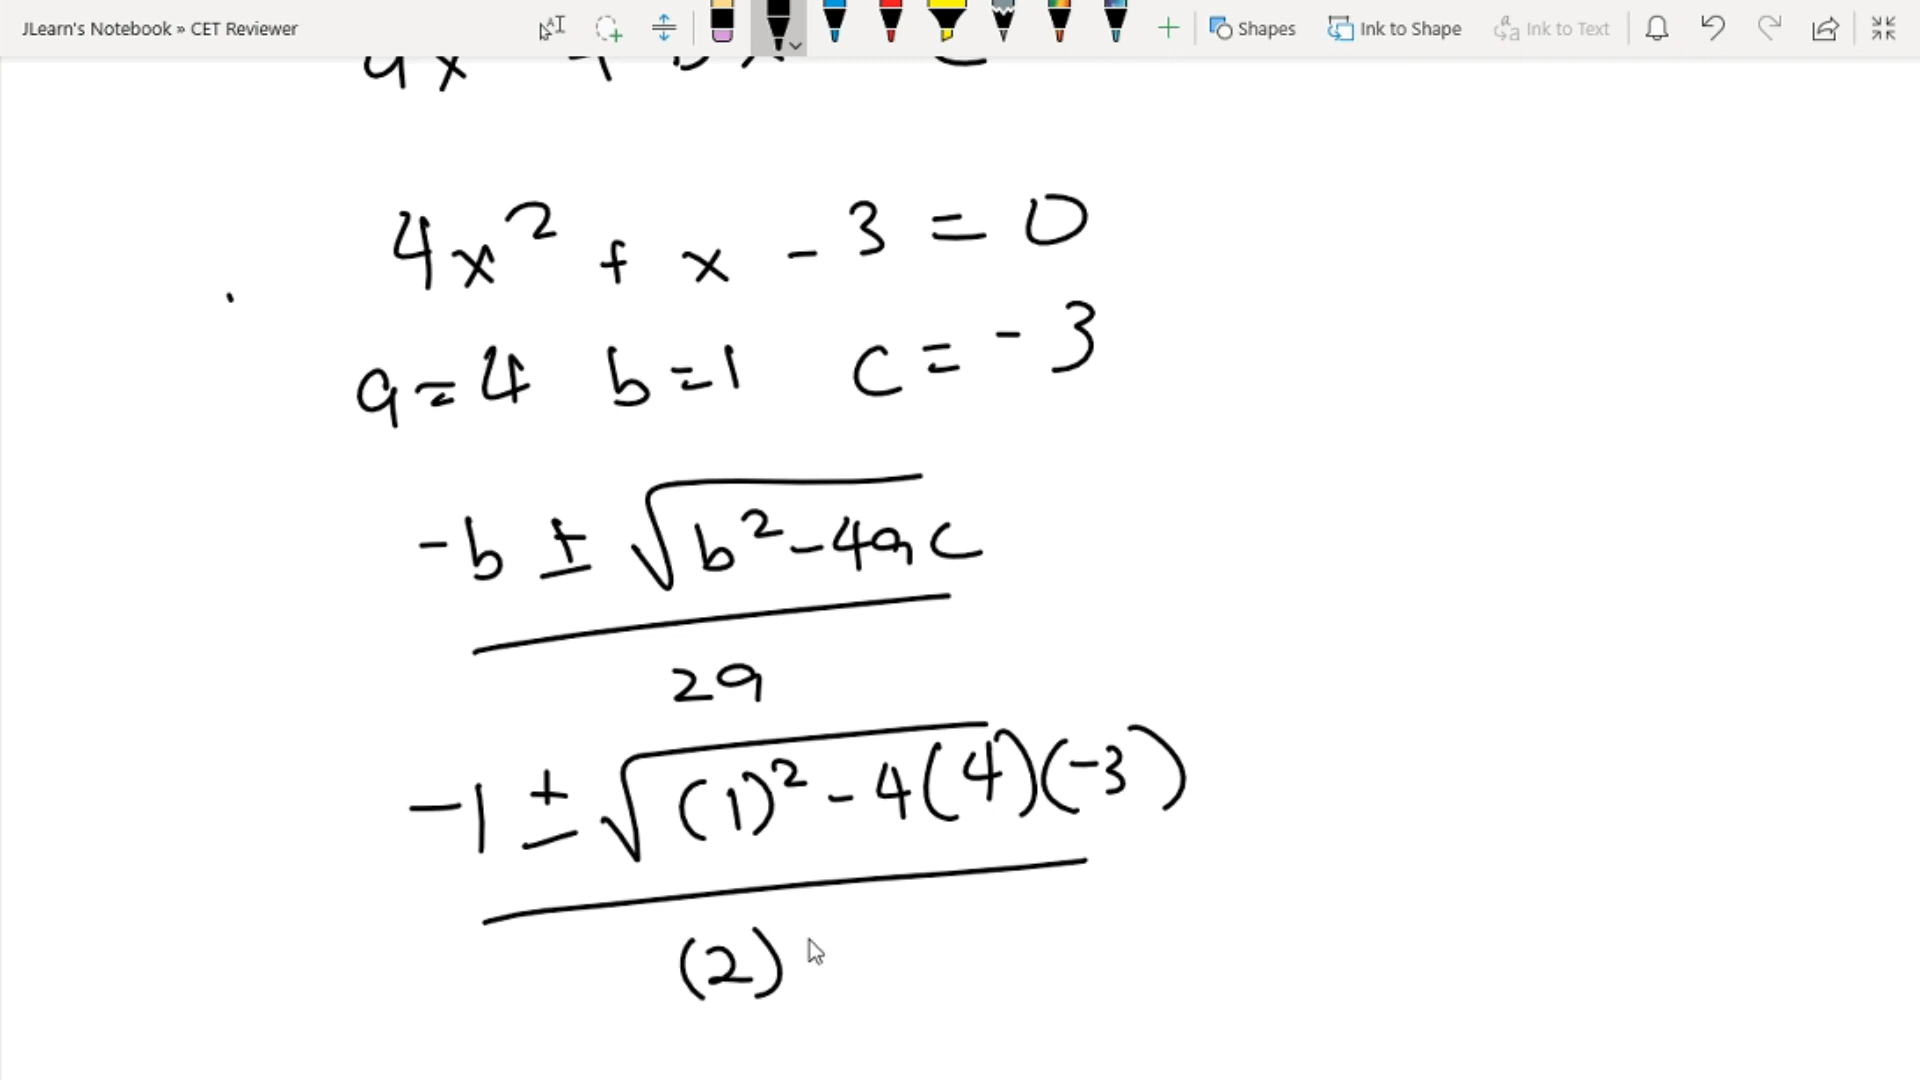 JLearn's Notebook » CET Reviewer
Shapes
Ink to Shape
Ink to Text
4x² + x - 3 = 0
a = 4 b = 1 c = -3
-b ± √b² - 4ac
2a
-1 ± √(1)² - 4(4)(-3)
(2)